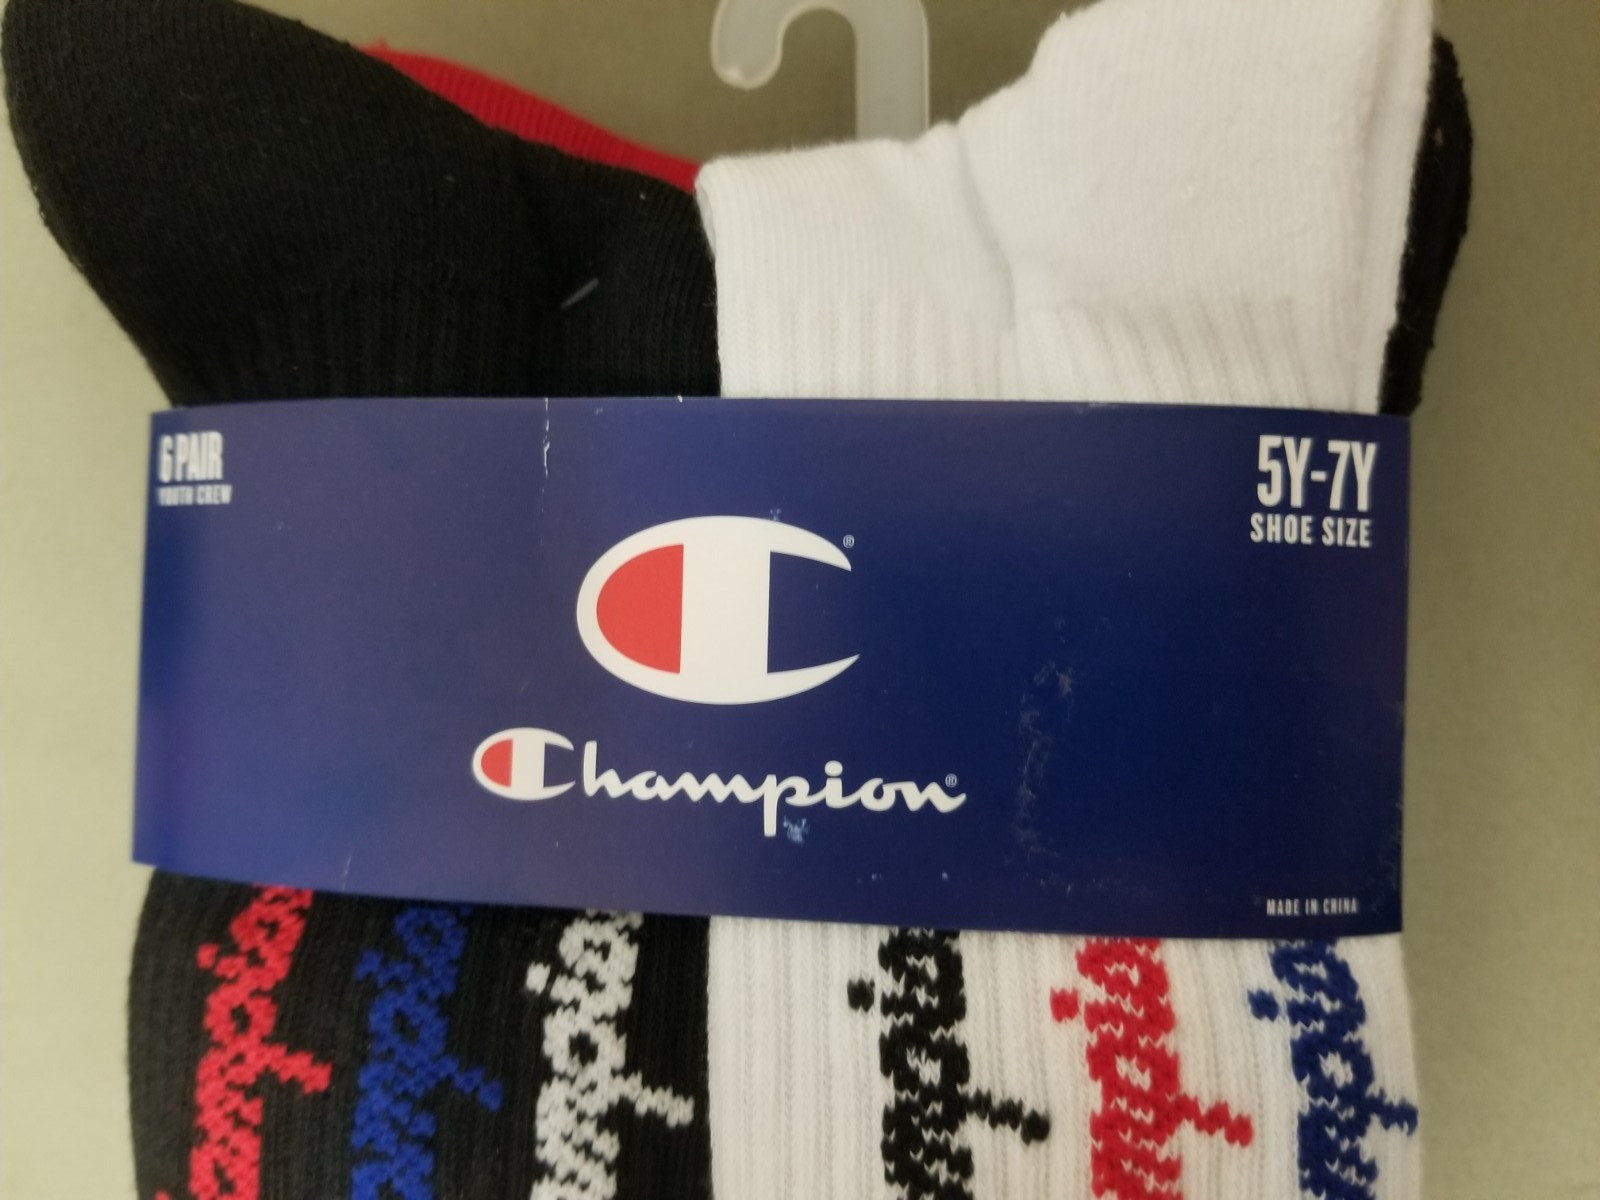 6 PAIR
YOUTH CREW
5Y-7Y
SHOE SIZE
®
Champion®
MADE IN CHINA